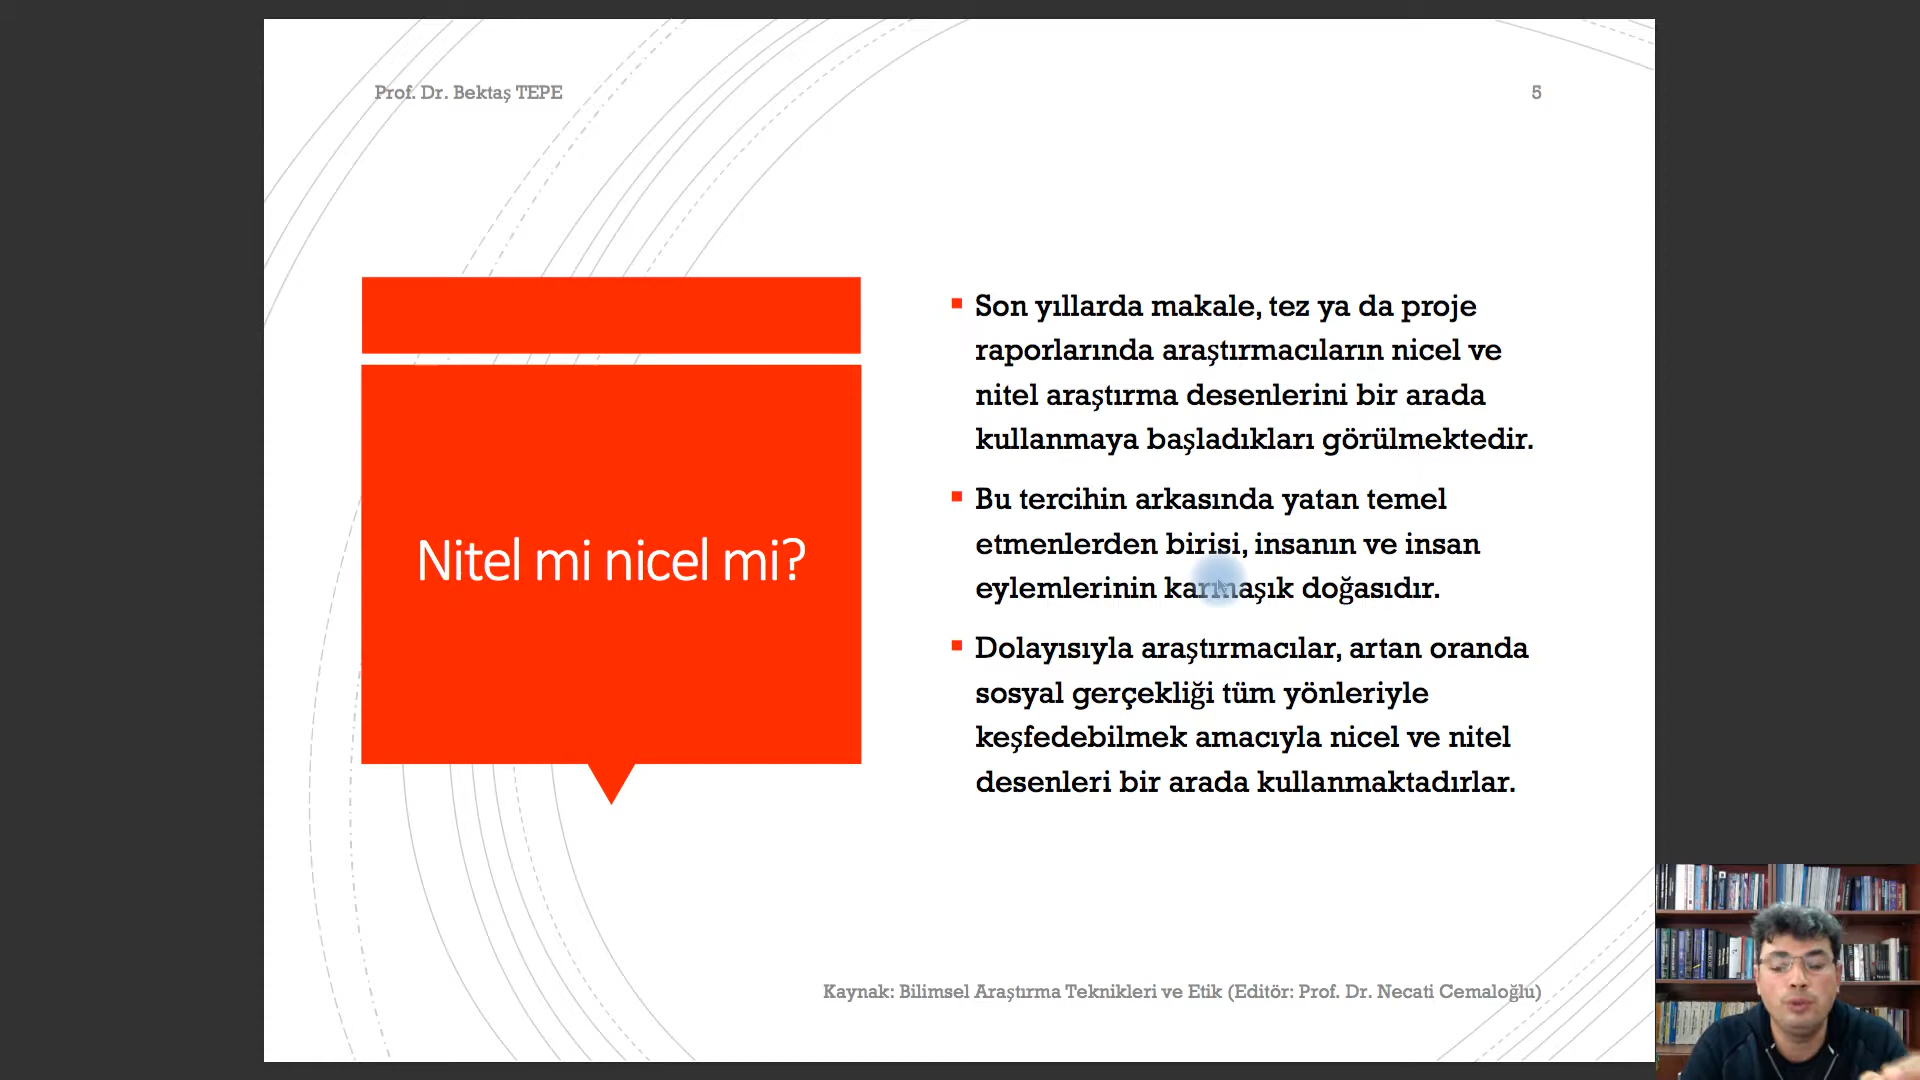 Prof. Dr. Bektaş TEPE
5
Nitel mi nicel mi?
Son yıllarda makale, tez ya da proje
raporlarında araştırmacıların nicel ve
nitel araştırma desenlerini bir arada
kullanmaya başladıkları görülmektedir.
Bu tercihin arkasında yatan temel
etmenlerden birisi, insanın ve insan
eylemlerinin karmaşık doğasıdır.
Dolayısıyla araştırmacılar, artan oranda
sosyal gerçekliği tüm yönleriyle
keşfedebilmek amacıyla nicel ve nitel
desenleri bir arada kullanmaktadırlar.
Kaynak: Bilimsel Araştırma Teknikleri ve Etik (Editör: Prof. Dr. Necati Cemaloğlu)